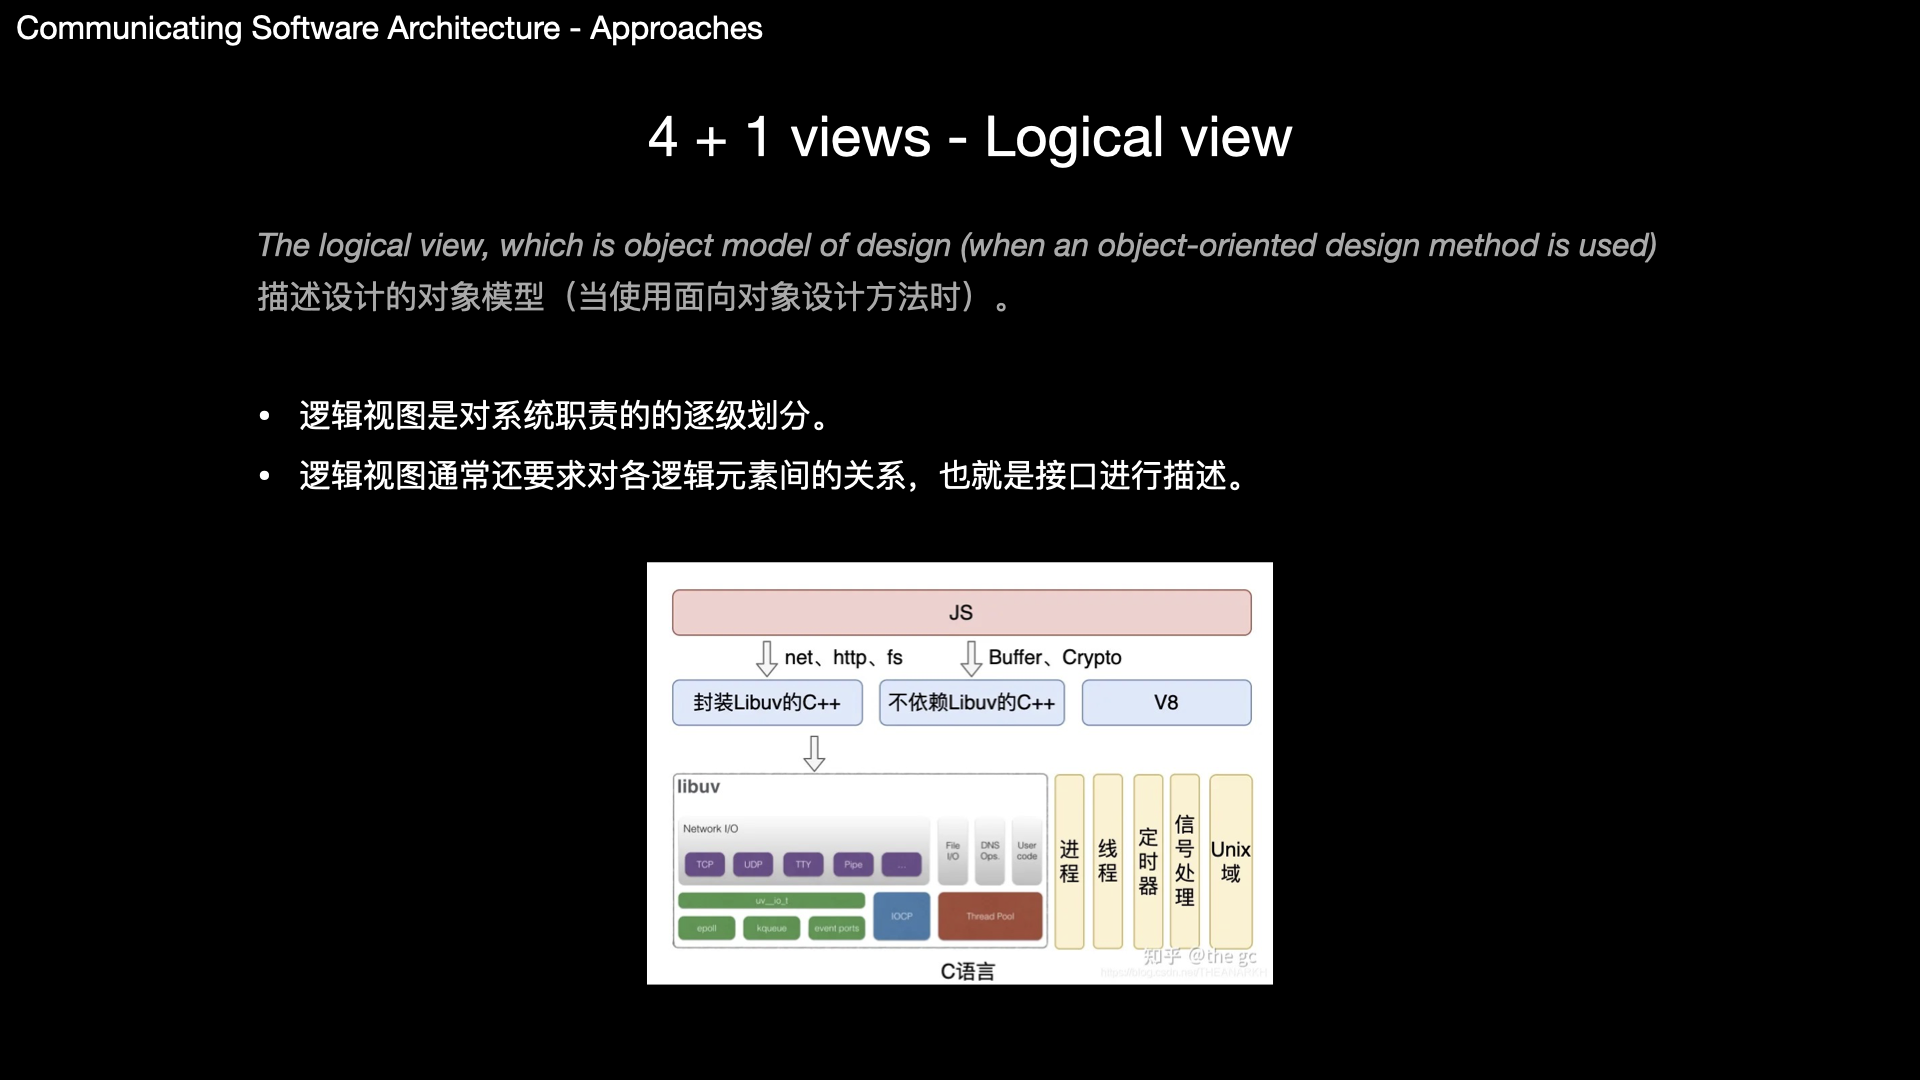 Communicating Software Architecture - Approaches
4 + 1 views - Logical view
The logical view, which is object model of design (when an object-oriented design method is used)
描述设计的对象模型（当使用面向对象设计方法时）。
• 逻辑视图是对系统职责的的逐级划分。
• 逻辑视图通常还要求对各逻辑元素间的关系，也就是接口进行描述。
JS
net、http、fs
Buffer、Crypto
封装Libuv的C++
不依赖Libuv的C++
V8
libuv
Network I/O
TCP
UDP
TTY
Pipe
...
File I/O
DNS Ops.
User code
uv__io_t
epoll
kqueue
event ports
IOCP
Thread Pool
进程
线程
定时器
信号处理
Unix域
C语言
知乎 @the gc
https://blog.csdn.net/THEANARKH